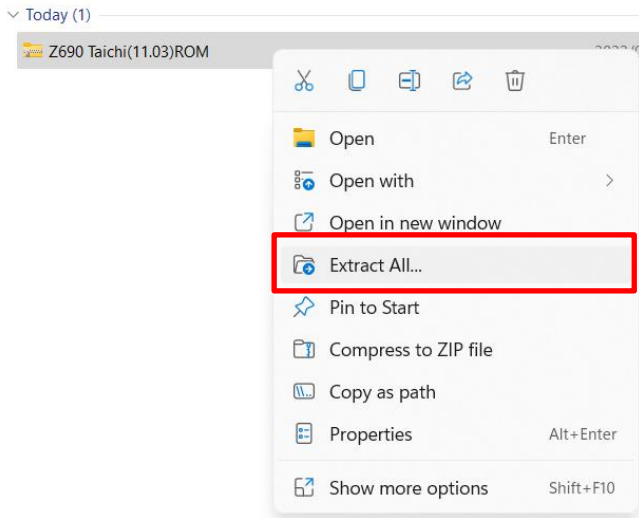 Today (1)
Z690 Taichi(11.03)ROM
Open Enter
Open with
Open in new window
Extract All...
Pin to Start
Compress to ZIP file
Copy as path
Properties Alt+Enter
Show more options Shift+F10